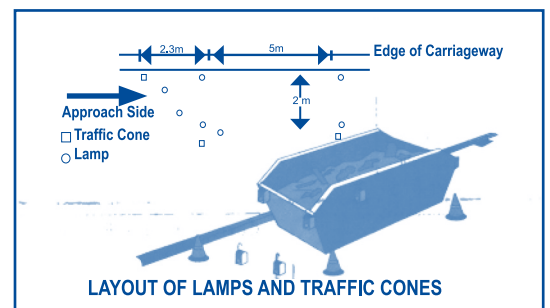 2.3m
5m
Edge of Carriageway
2 m
Approach Side
Traffic Cone
Lamp
LAYOUT OF LAMPS AND TRAFFIC CONES